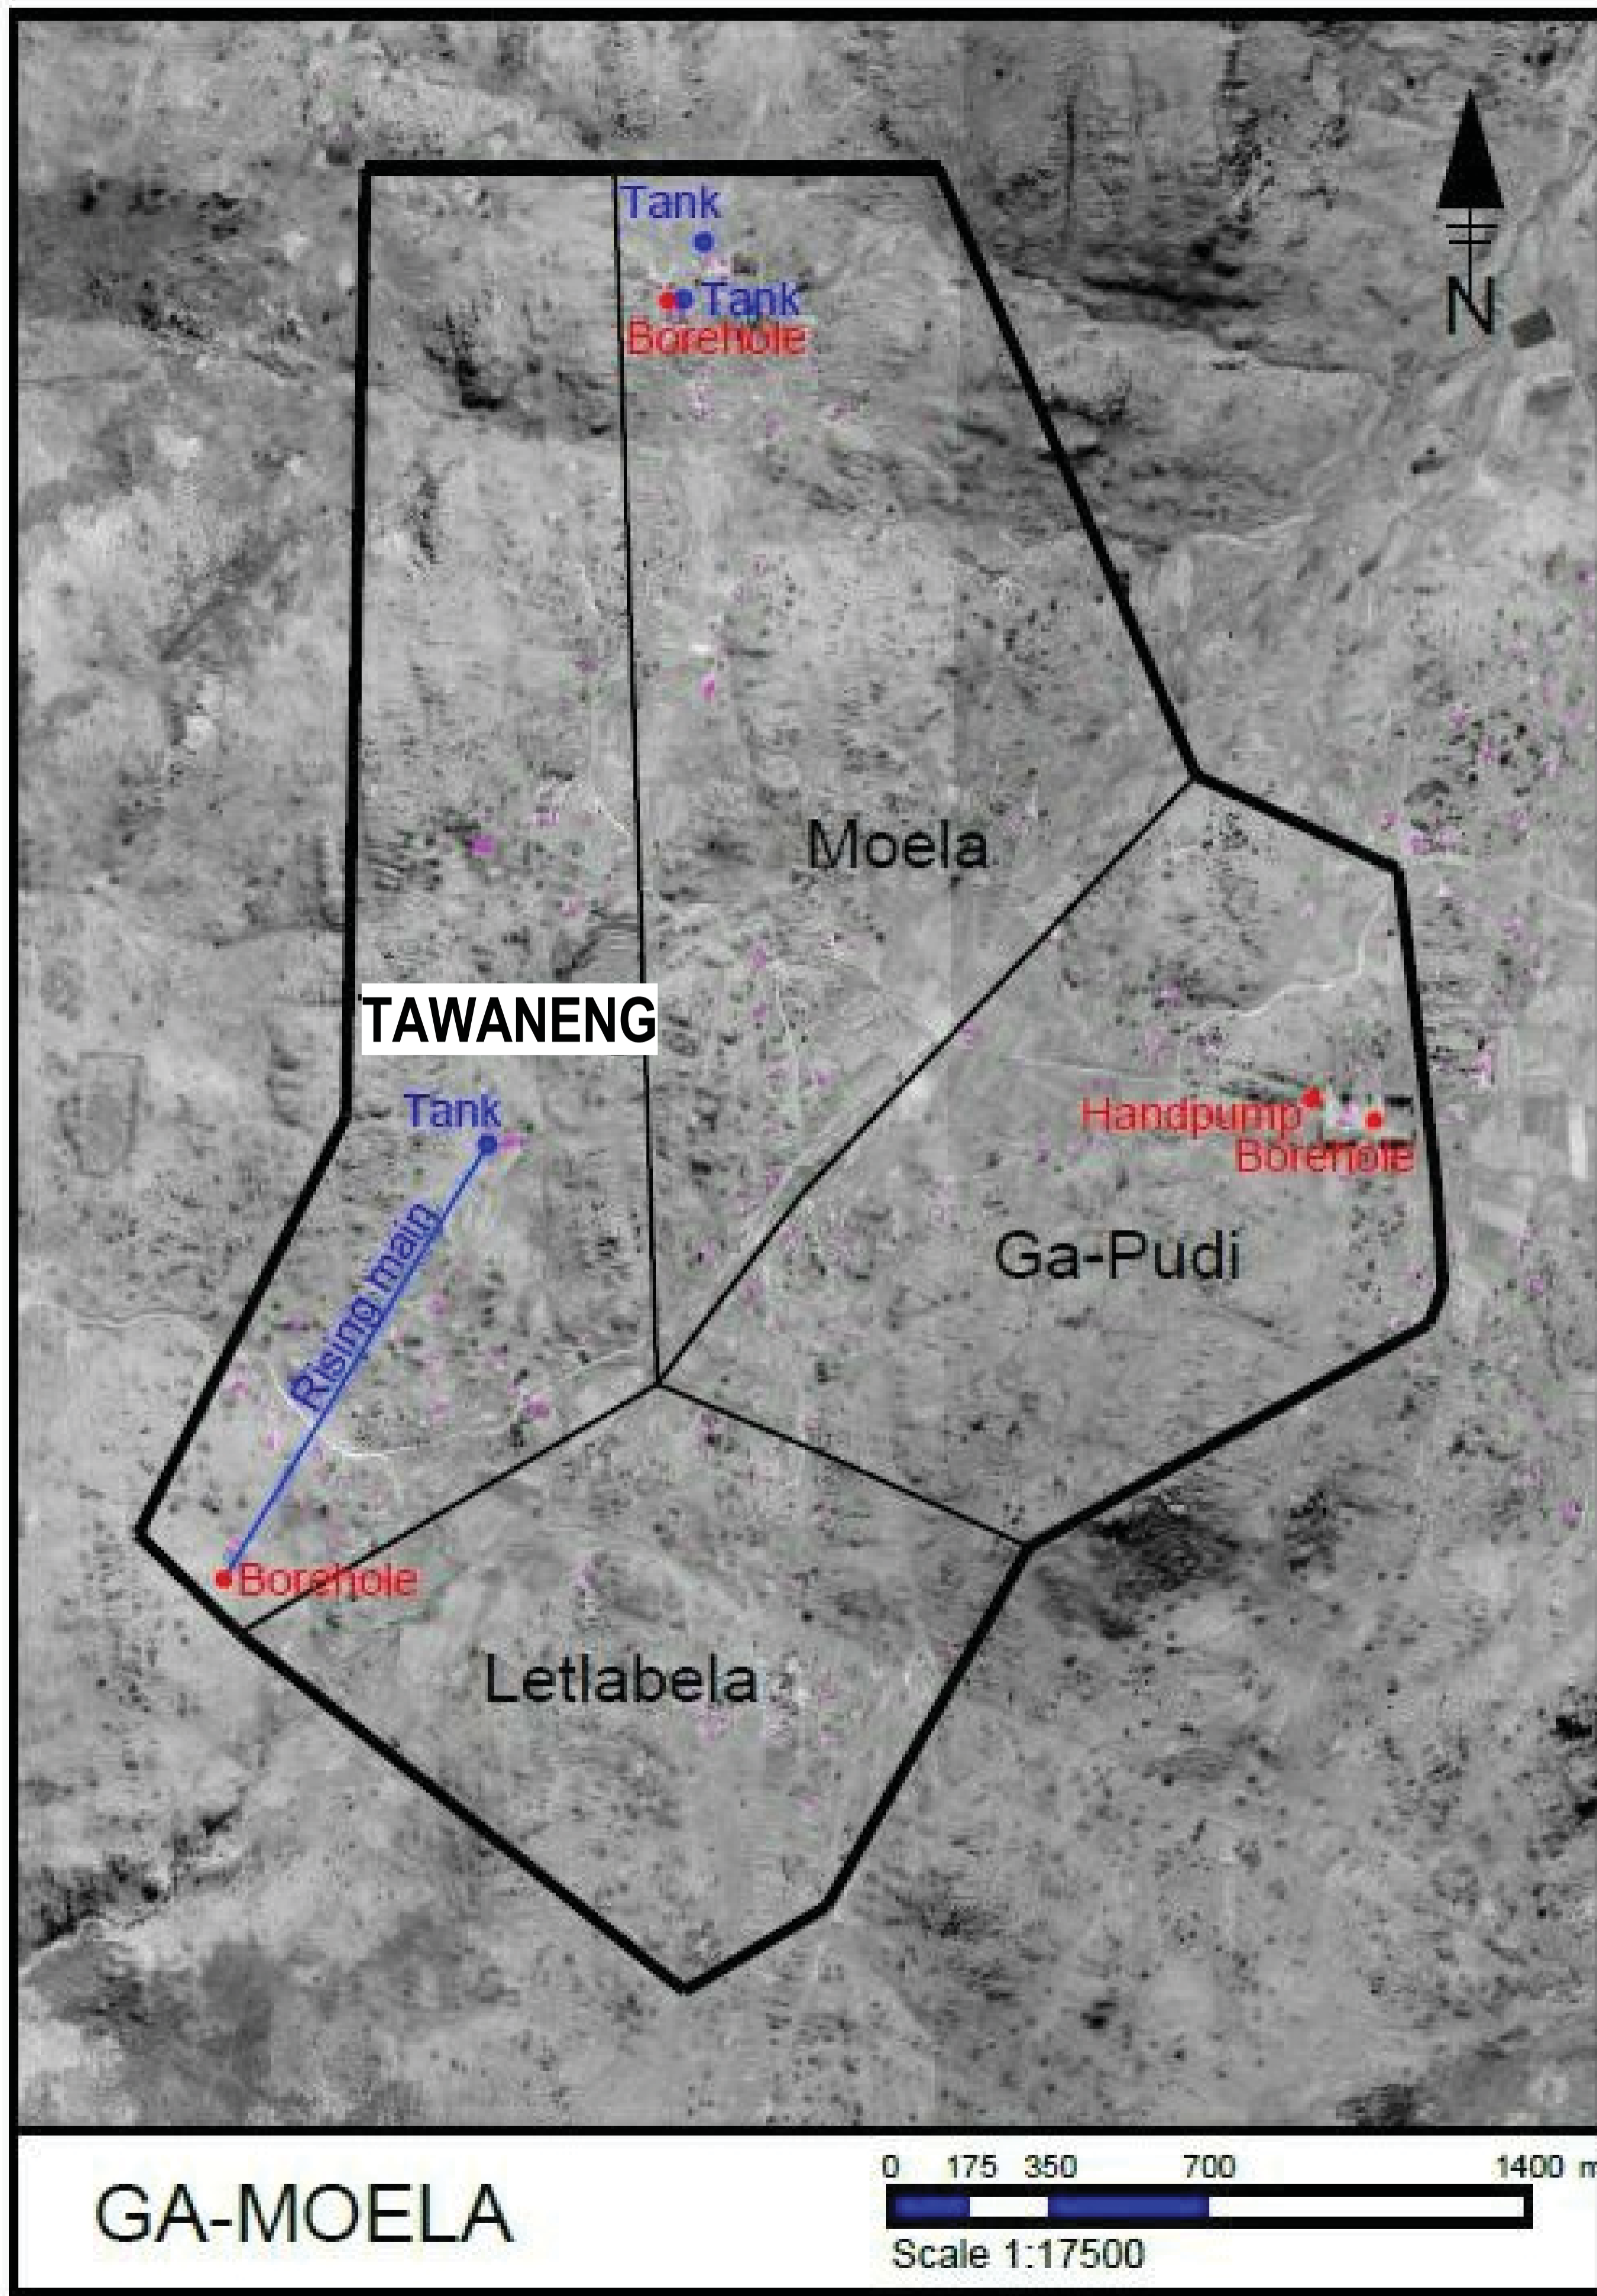 Tank
N
Tank
Borehole
Moela
TAWANENG
Tank
Handpump
Borehole
Rising main
Ga-Pudi
Borehole
Letlabela
GA-MOELA
0 175 350 700 1400 m
Scale 1:17500